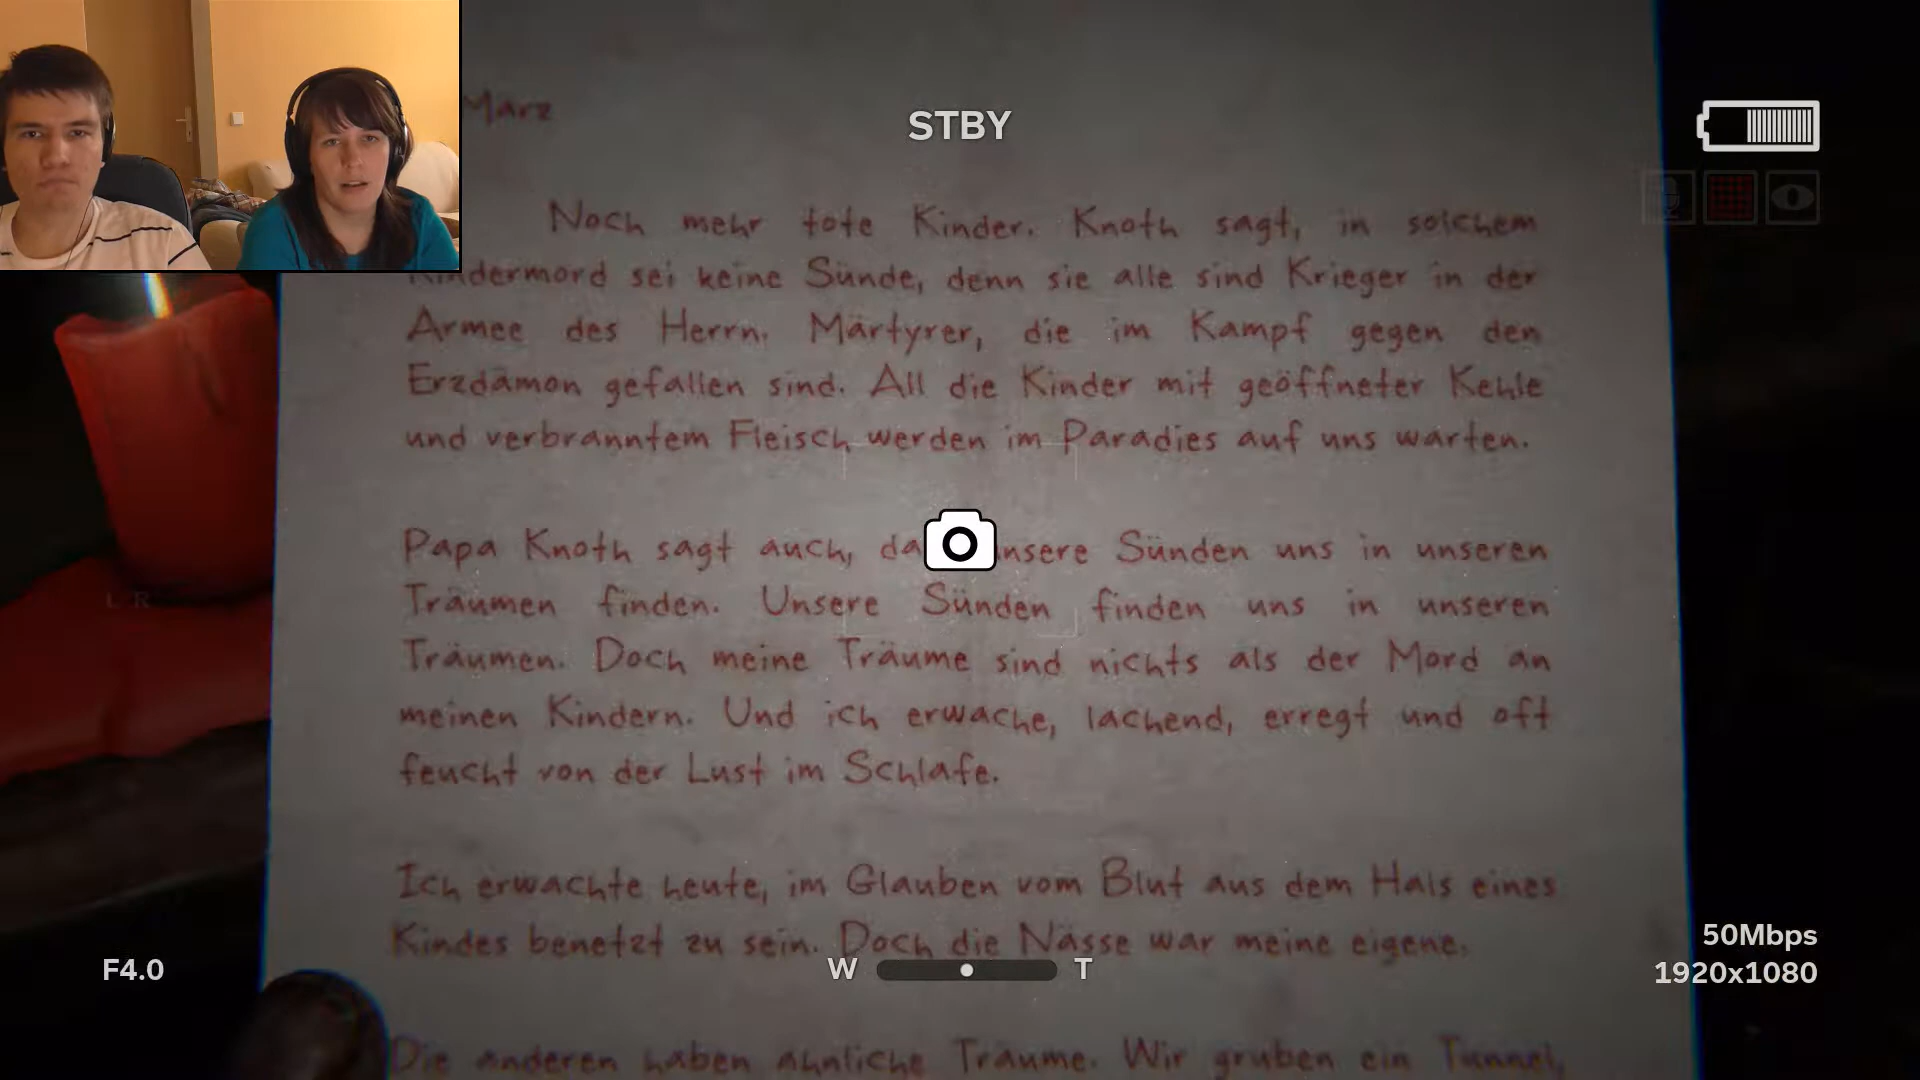 März
STBY
Noch mehr tote Kinder. Knoth sagt, in solchem
Kindermord sei keine Sünde, denn sie alle sind Krieger in der
Armee des Herrn. Märtyrer, die im Kampf gegen den
Erzdämon gefallen sind. All die Kinder mit geöffneter Kehle
und verbranntem Fleisch werden im Paradies auf uns warten.
Papa Knoth sagt auch, da nsere Sünden uns in unseren
Träumen finden. Unsere Sünden finden uns in unseren
Träumen. Doch meine Träume sind nichts als der Mord an
meinen Kindern. Und ich erwache, lachend, erregt und oft
feucht von der Lust im Schlafe.
Ich erwachte heute, im Glauben vom Blut aus dem Hals eines
Kindes benetzt zu sein. Doch die Nässe war meine eigene.
Die anderen haben ähnliche Träume. Wir gruben ein Tunnel,
L R
F4.0
W T
50Mbps
1920x1080